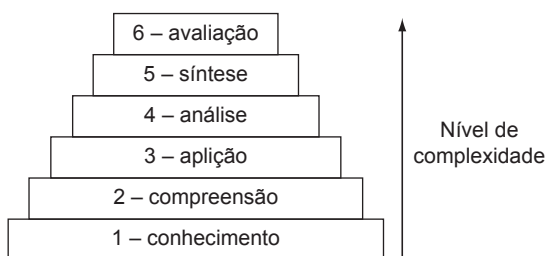 6 – avaliação
5 – síntese
4 – análise
3 – aplição
2 – compreensão
1 – conhecimento
Nível de
complexidade